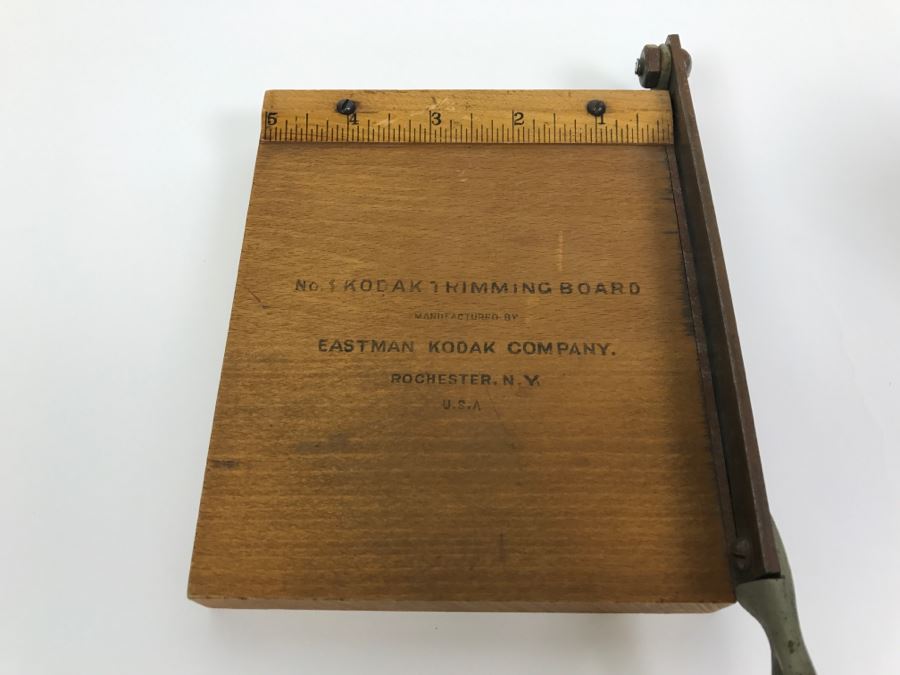 5 4 3 2 1
No. 1 KODAK TRIMMING BOARD
MANUFACTURED BY
EASTMAN KODAK COMPANY.
ROCHESTER, N.Y.
U.S.A